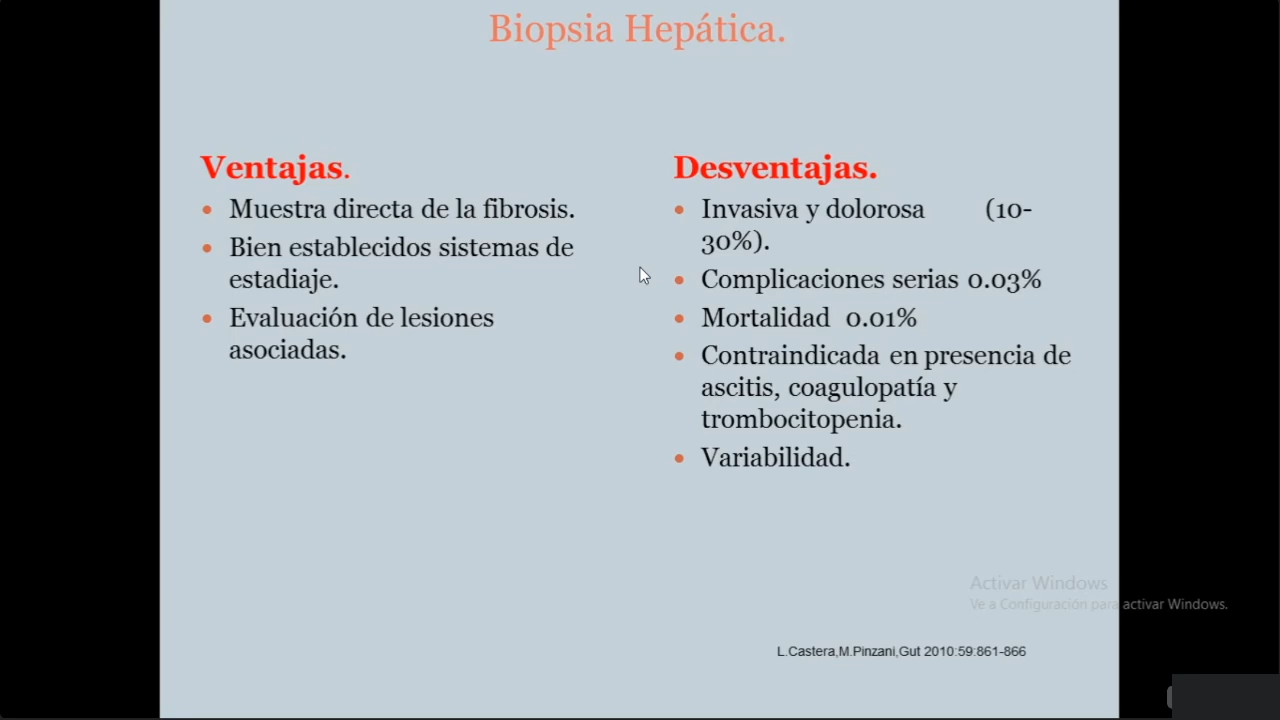 Biopsia Hepática.
Ventajas.
Muestra directa de la fibrosis.
Bien establecidos sistemas de
estadiaje.
Evaluación de lesiones
asociadas.
Desventajas.
Invasiva y dolorosa (10-
30%).
Complicaciones serias 0.03%
Mortalidad 0.01%
Contraindicada en presencia de
ascitis, coagulopatía y
trombocitopenia.
Variabilidad.
Activar Windows
Ve a Configuración para activar Windows.
L.Castera,M.Pinzani,Gut 2010:59:861-866